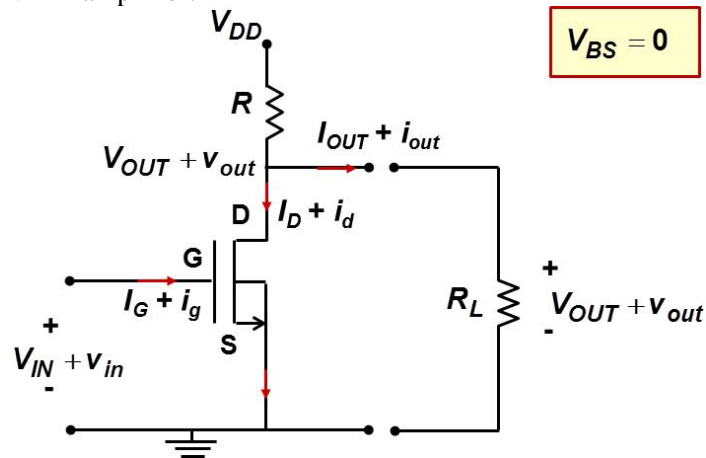 V_DD
V_BS = 0
R
I_OUT + i_out
V_OUT + v_out
D
I_D + i_d
G
I_G + i_g
R_L
+
V_OUT + v_out
-
S
+
V_IN + v_in
-